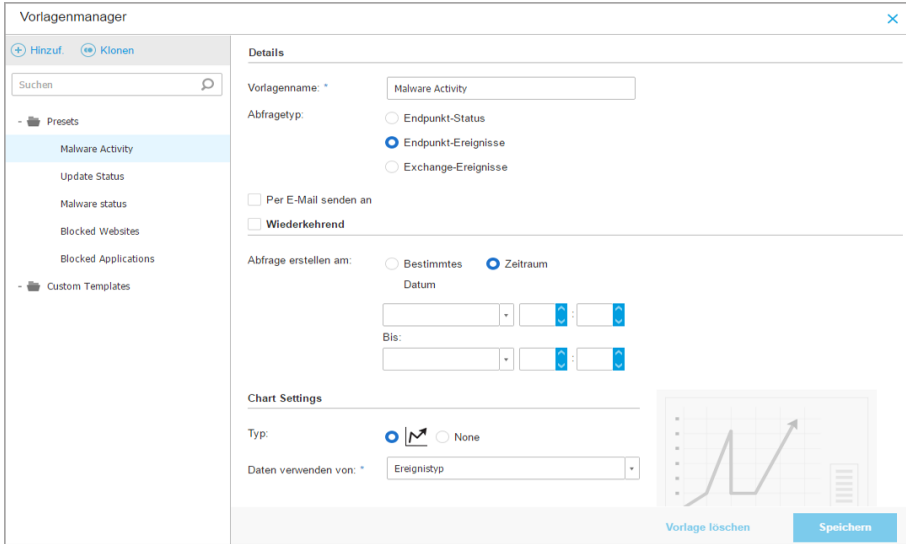 Vorlagenmanager
Hinzuf. Klonen
Suchen
- Presets
Malware Activity
Update Status
Malware status
Blocked Websites
Blocked Applications
- Custom Templates
Details
Vorlagenname: * Malware Activity
Abfragetyp: Endpunkt-Status
Endpunkt-Ereignisse
Exchange-Ereignisse
Per E-Mail senden an
Wiederkehrend
Abfrage erstellen am: Bestimmtes Datum Zeitraum
:
Bis:
:
Chart Settings
Typ: None
Daten verwenden von: * Ereignistyp
Vorlage löschen Speichern